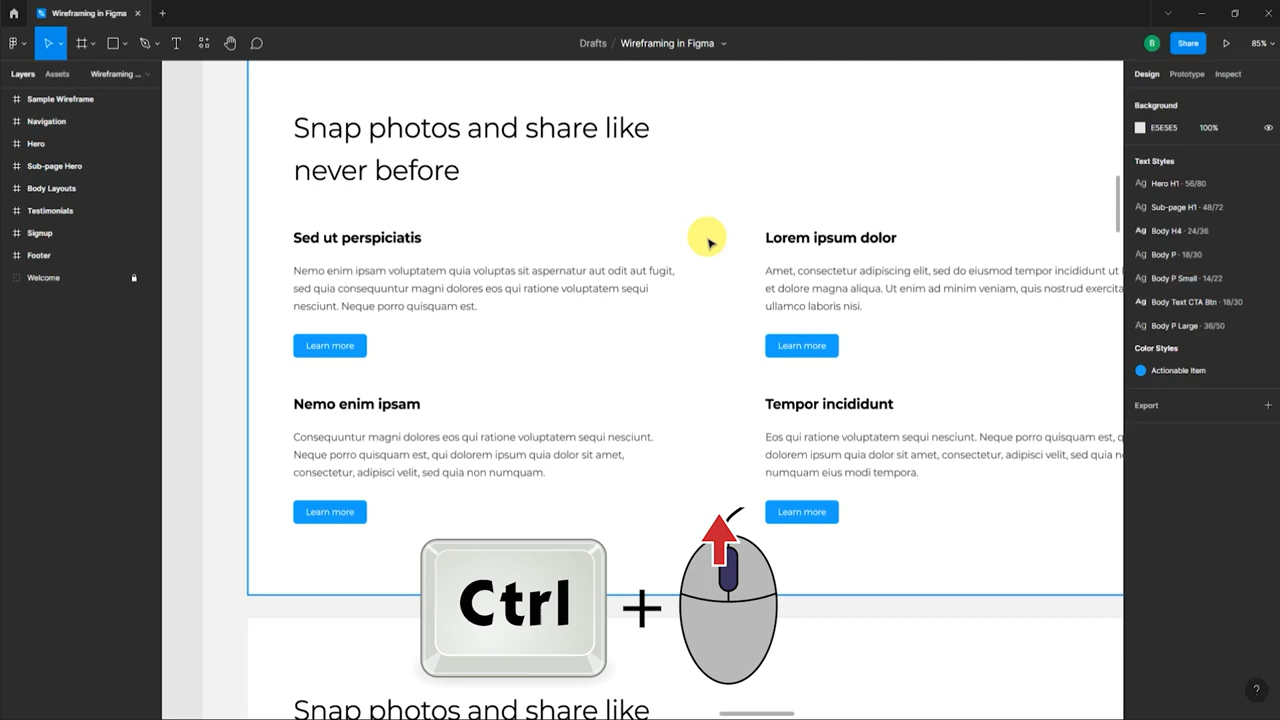 Wireframing in Figma
Drafts / Wireframing in Figma
B
Share
85%
Layers
Assets
Wireframing ...
Sample Wireframe
Navigation
Hero
Sub-page Hero
Body Layouts
Testimonials
Signup
Footer
Welcome
Snap photos and share like
never before
Sed ut perspiciatis
Nemo enim ipsam voluptatem quia voluptas sit aspernatur aut odit aut fugit,
sed quia consequuntur magni dolores eos qui ratione voluptatem sequi
nesciunt. Neque porro quisquam est.
Learn more
Lorem ipsum dolor
Amet, consectetur adipiscing elit, sed do eiusmod tempor incididunt ut l
et dolore magna aliqua. Ut enim ad minim veniam, quis nostrud exercita
ullamco laboris nisi.
Learn more
Nemo enim ipsam
Consequuntur magni dolores eos qui ratione voluptatem sequi nesciunt.
Neque porro quisquam est, qui dolorem ipsum quia dolor sit amet,
consectetur, adipisci velit, sed quia non numquam.
Learn more
Tempor incididunt
Eos qui ratione voluptatem sequi nesciunt. Neque porro quisquam est, q
dolorem ipsum quia dolor sit amet, consectetur, adipisci velit, sed quia n
numquam eius modi tempora.
Learn more
Ctrl
+
Snap photos and share like
Design
Prototype
Inspect
Background
E5E5E5
100%
Text Styles
Ag Hero H1 · 56/80
Ag Sub-page H1 · 48/72
Ag Body H4 · 24/36
Ag Body P · 18/30
Ag Body P Small · 14/22
Ag Body Text CTA Btn · 18/30
Ag Body P Large · 36/50
Color Styles
Actionable Item
Export
?